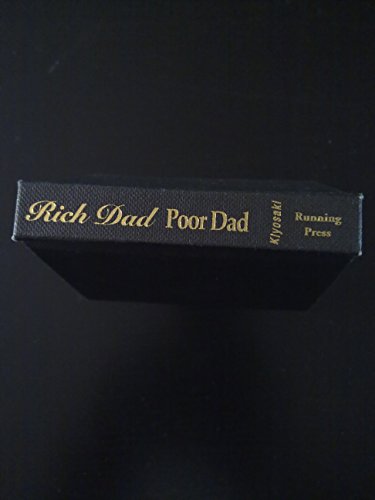 Rich Dad Poor Dad
Kiyosaki
Running
Press